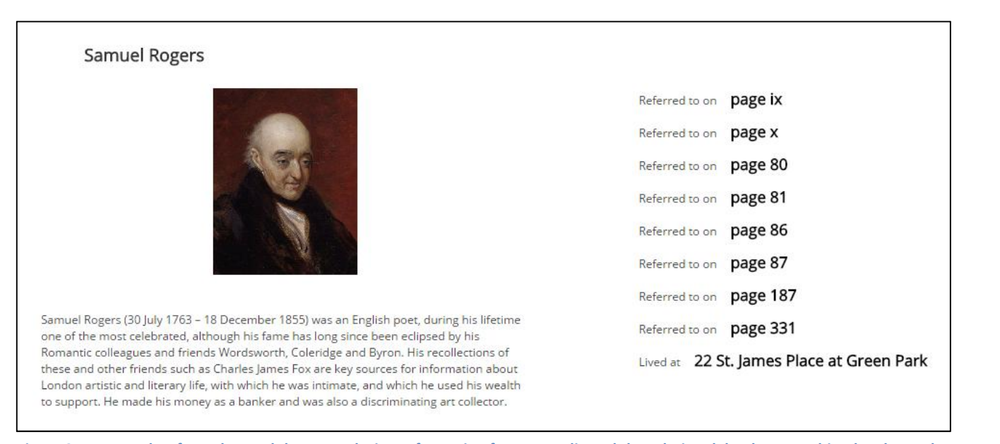 Samuel Rogers
Samuel Rogers (30 July 1763 – 18 December 1855) was an English poet, during his lifetime
one of the most celebrated, although his fame has long since been eclipsed by his
Romantic colleagues and friends Wordsworth, Coleridge and Byron. His recollections of
these and other friends such as Charles James Fox are key sources for information about
London artistic and literary life, with which he was intimate, and which he used his wealth
to support. He made his money as a banker and was also a discriminating art collector.
Referred to on page ix
Referred to on page x
Referred to on page 80
Referred to on page 81
Referred to on page 86
Referred to on page 87
Referred to on page 187
Referred to on page 331
Lived at 22 St. James Place at Green Park